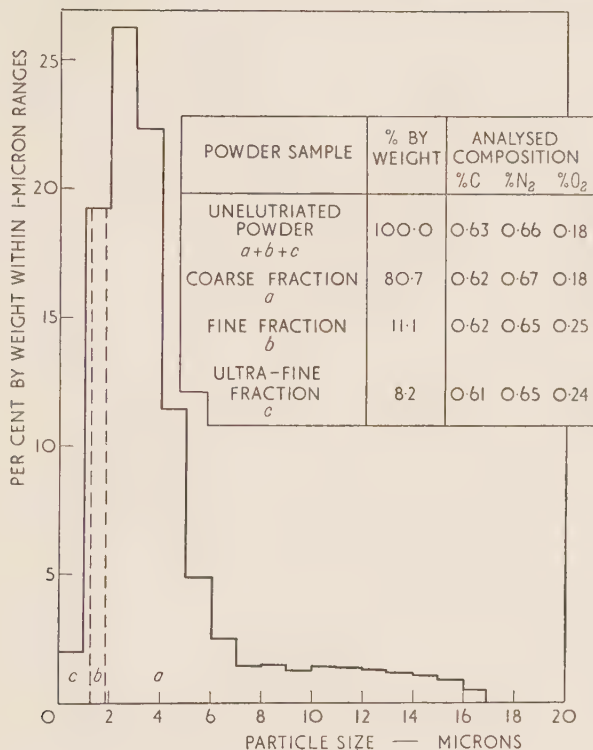 PER CENT BY WEIGHT WITHIN I-MICRON RANGES
25
20
15
10
5
O
2
4
6
8
10
12
14
16
18
20
PARTICLE SIZE — MICRONS
c b a
POWDER SAMPLE
% BY WEIGHT
ANALYSED COMPOSITION
%C %N₂ %O₂
UNELUTRIATED POWDER a+b+c 100·0 0·63 0·66 0·18
COARSE FRACTION a 80·7 0·62 0·67 0·18
FINE FRACTION b 11·1 0·62 0·65 0·25
ULTRA-FINE FRACTION c 8·2 0·61 0·65 0·24